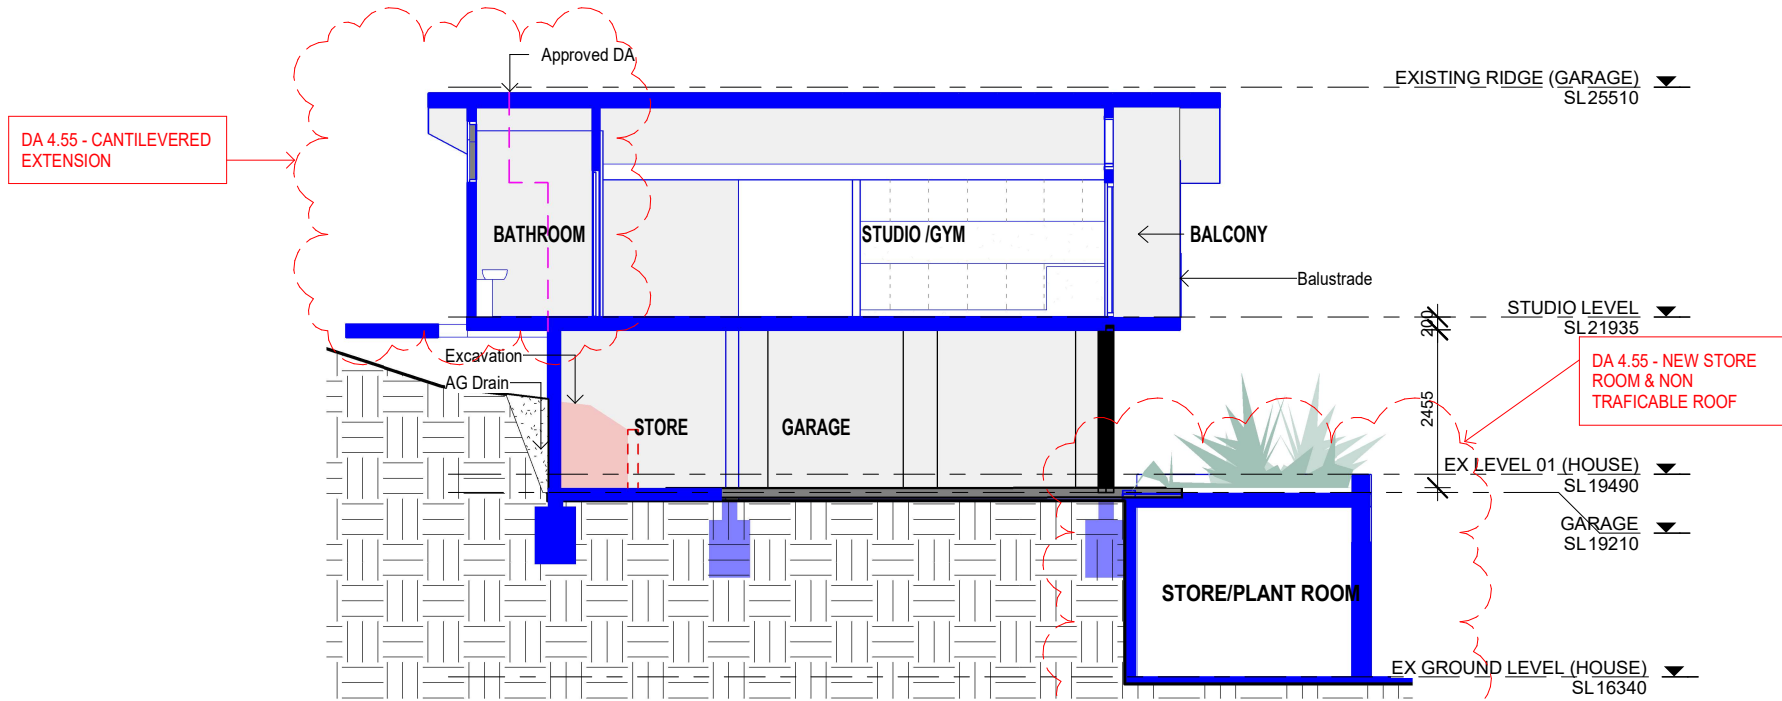 Approved DA
EXISTING RIDGE (GARAGE)
SL25510
DA 4.55 - CANTILEVERED
EXTENSION
BATHROOM
STUDIO /GYM
BALCONY
Balustrade
STUDIO LEVEL
SL21935
200
2455
Excavation
AG Drain
DA 4.55 - NEW STORE
ROOM & NON
TRAFICABLE ROOF
STORE
GARAGE
EX LEVEL 01 (HOUSE)
SL19490
GARAGE
SL19210
STORE/PLANT ROOM
EX GROUND LEVEL (HOUSE)
SL16340